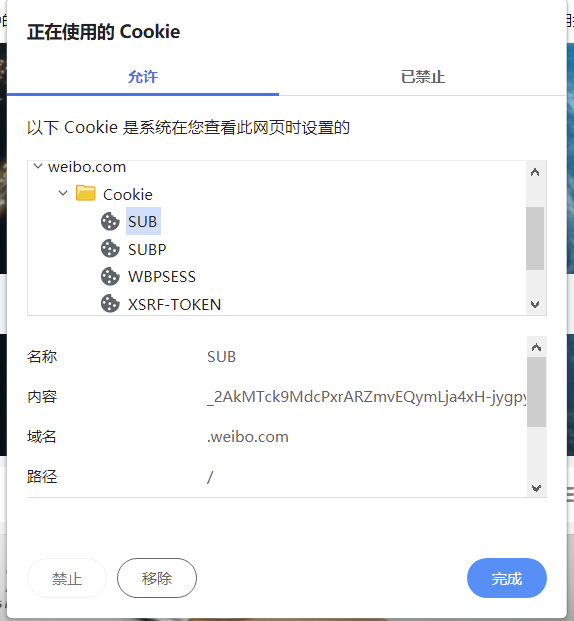 正在使用的 Cookie
允许 已禁止
以下 Cookie 是系统在您查看此网页时设置的
weibo.com
Cookie
SUB
SUBP
WBPSESS
XSRF-TOKEN
名称 SUB
内容 _2AkMTck9MdcPxrARZmvEQymLja4xH-jygpy
域名 .weibo.com
路径 /
禁止 移除 完成